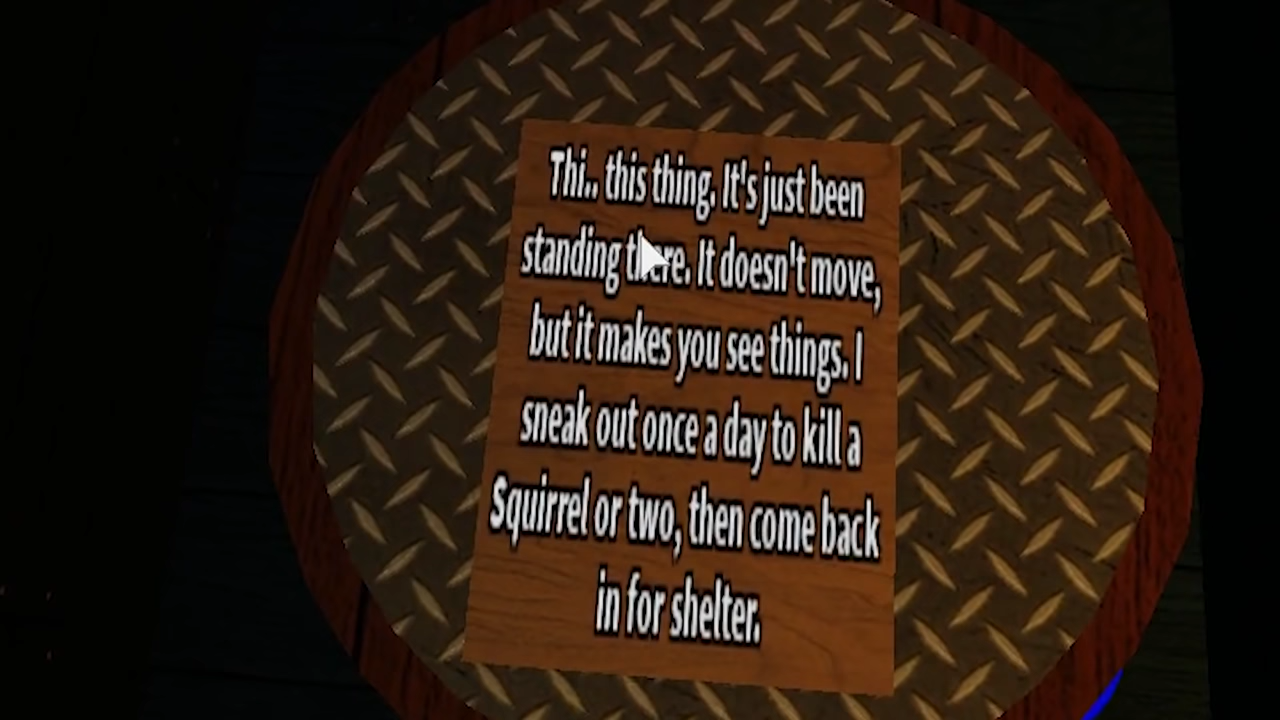 Thi.. this thing. It's just been
standing there. It doesn't move,
but it makes you see things. I
sneak out once a day to kill a
Squirrel or two, then come back
in for shelter.